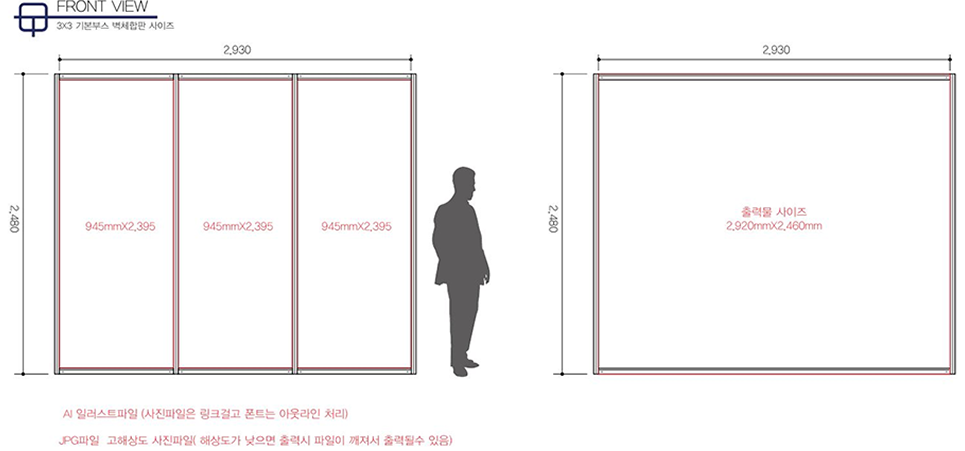 FRONT VIEW
3X3 기본부스 벽체합판 사이즈
2,930
2,930
2,480
945mmX2,395
945mmX2,395
945mmX2,395
2,480
출력물 사이즈
2,920mmX2,460mm
AI 일러스트파일 (사진파일은 링크걸고 폰트는 아웃라인 처리)
JPG파일 고해상도 사진파일( 해상도가 낮으면 출력시 파일이 깨져서 출력될수 있음)